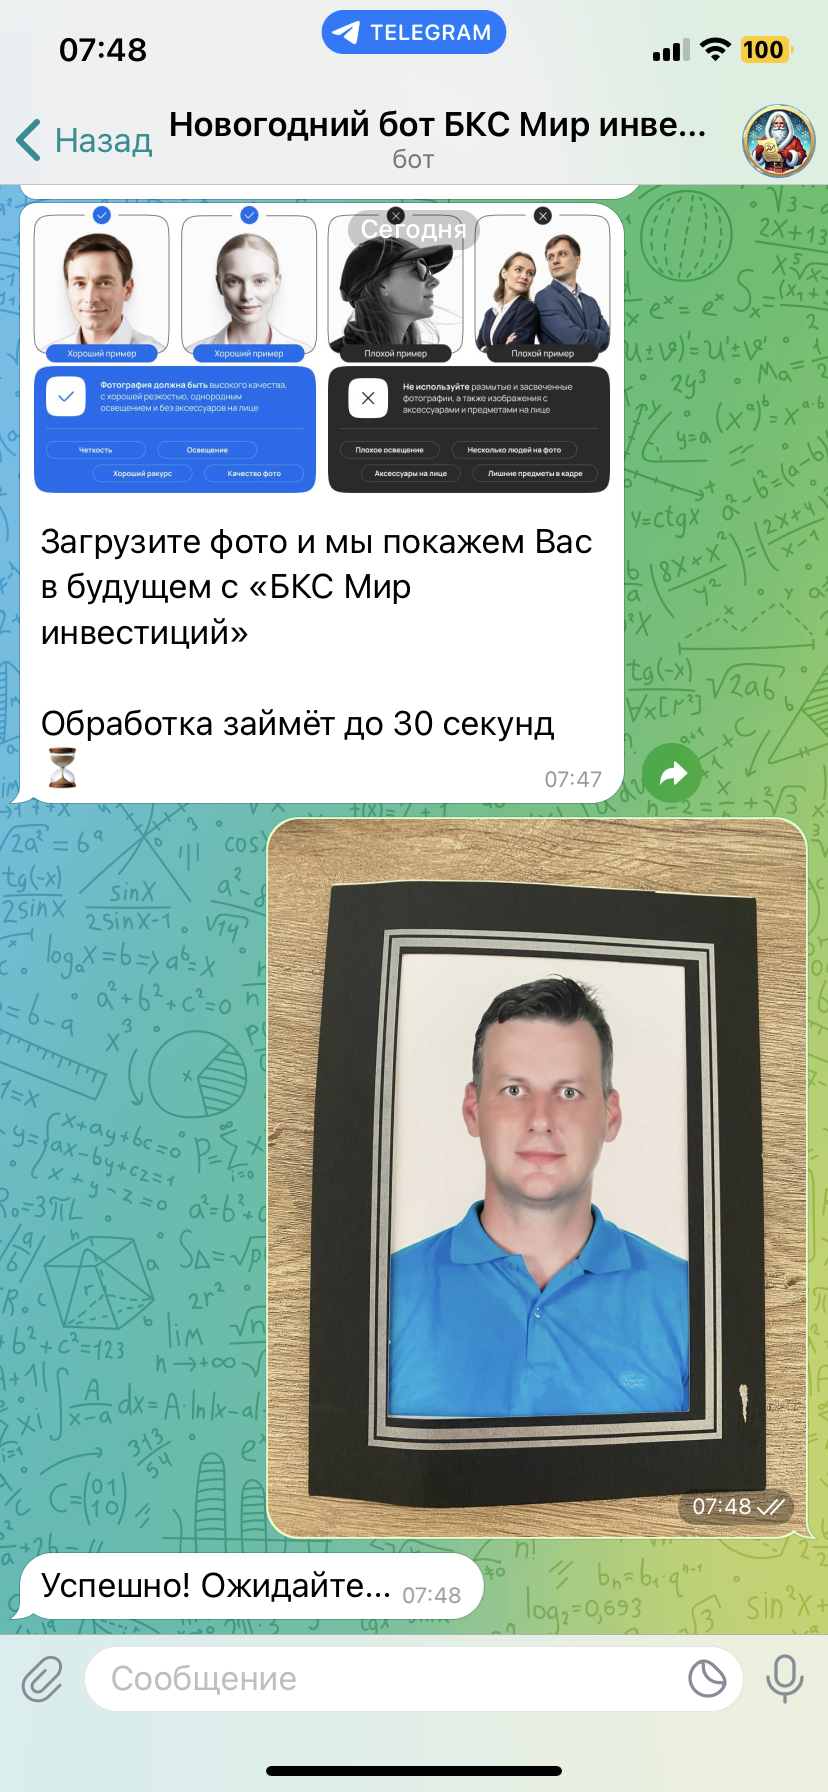 07:48
TELEGRAM
100
Назад
Новогодний бот БКС Мир инве...
бот
Сегодня
Хороший пример
Хороший пример
Плохой пример
Плохой пример
Фотография должна быть высокого качества,
с хорошей резкостью, однородным
освещением и без аксессуаров на лице
Четкость
Освещение
Хороший ракурс
Качество фото
Не используйте размытые и засвеченные
фотографии, а также изображения с
аксессуарами и предметами на лице
Плохое освещение
Несколько людей на фото
Аксессуары на лице
Лишние предметы в кадре
Загрузите фото и мы покажем Вас
в будущем с «БКС Мир
инвестиций»
Обработка займёт до 30 секунд
07:47
07:48
Успешно! Ожидайте...
07:48
Сообщение